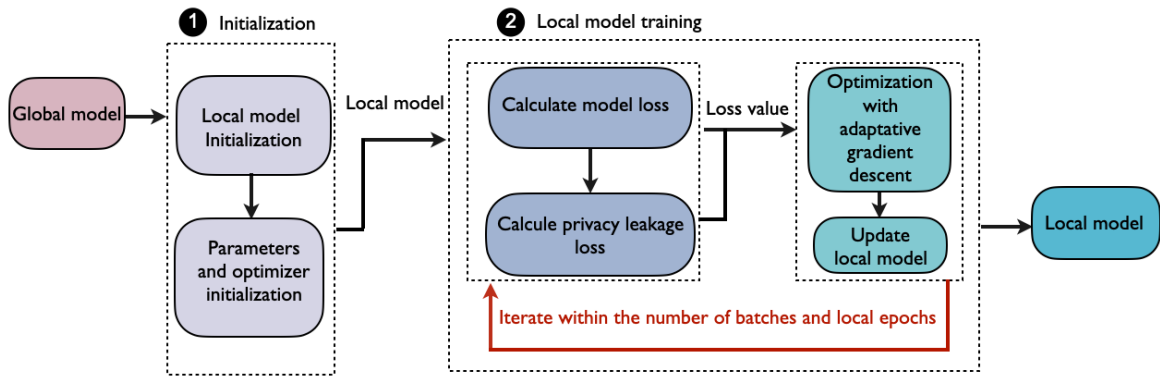 1 Initialization
2 Local model training
Global model
Local model
Initialization
Parameters
and optimizer
initialization
Local model
Calculate model loss
Calcule privacy leakage
loss
Loss value
Optimization
with
adaptative
gradient
descent
Update
local model
Iterate within the number of batches and local epochs
Local model